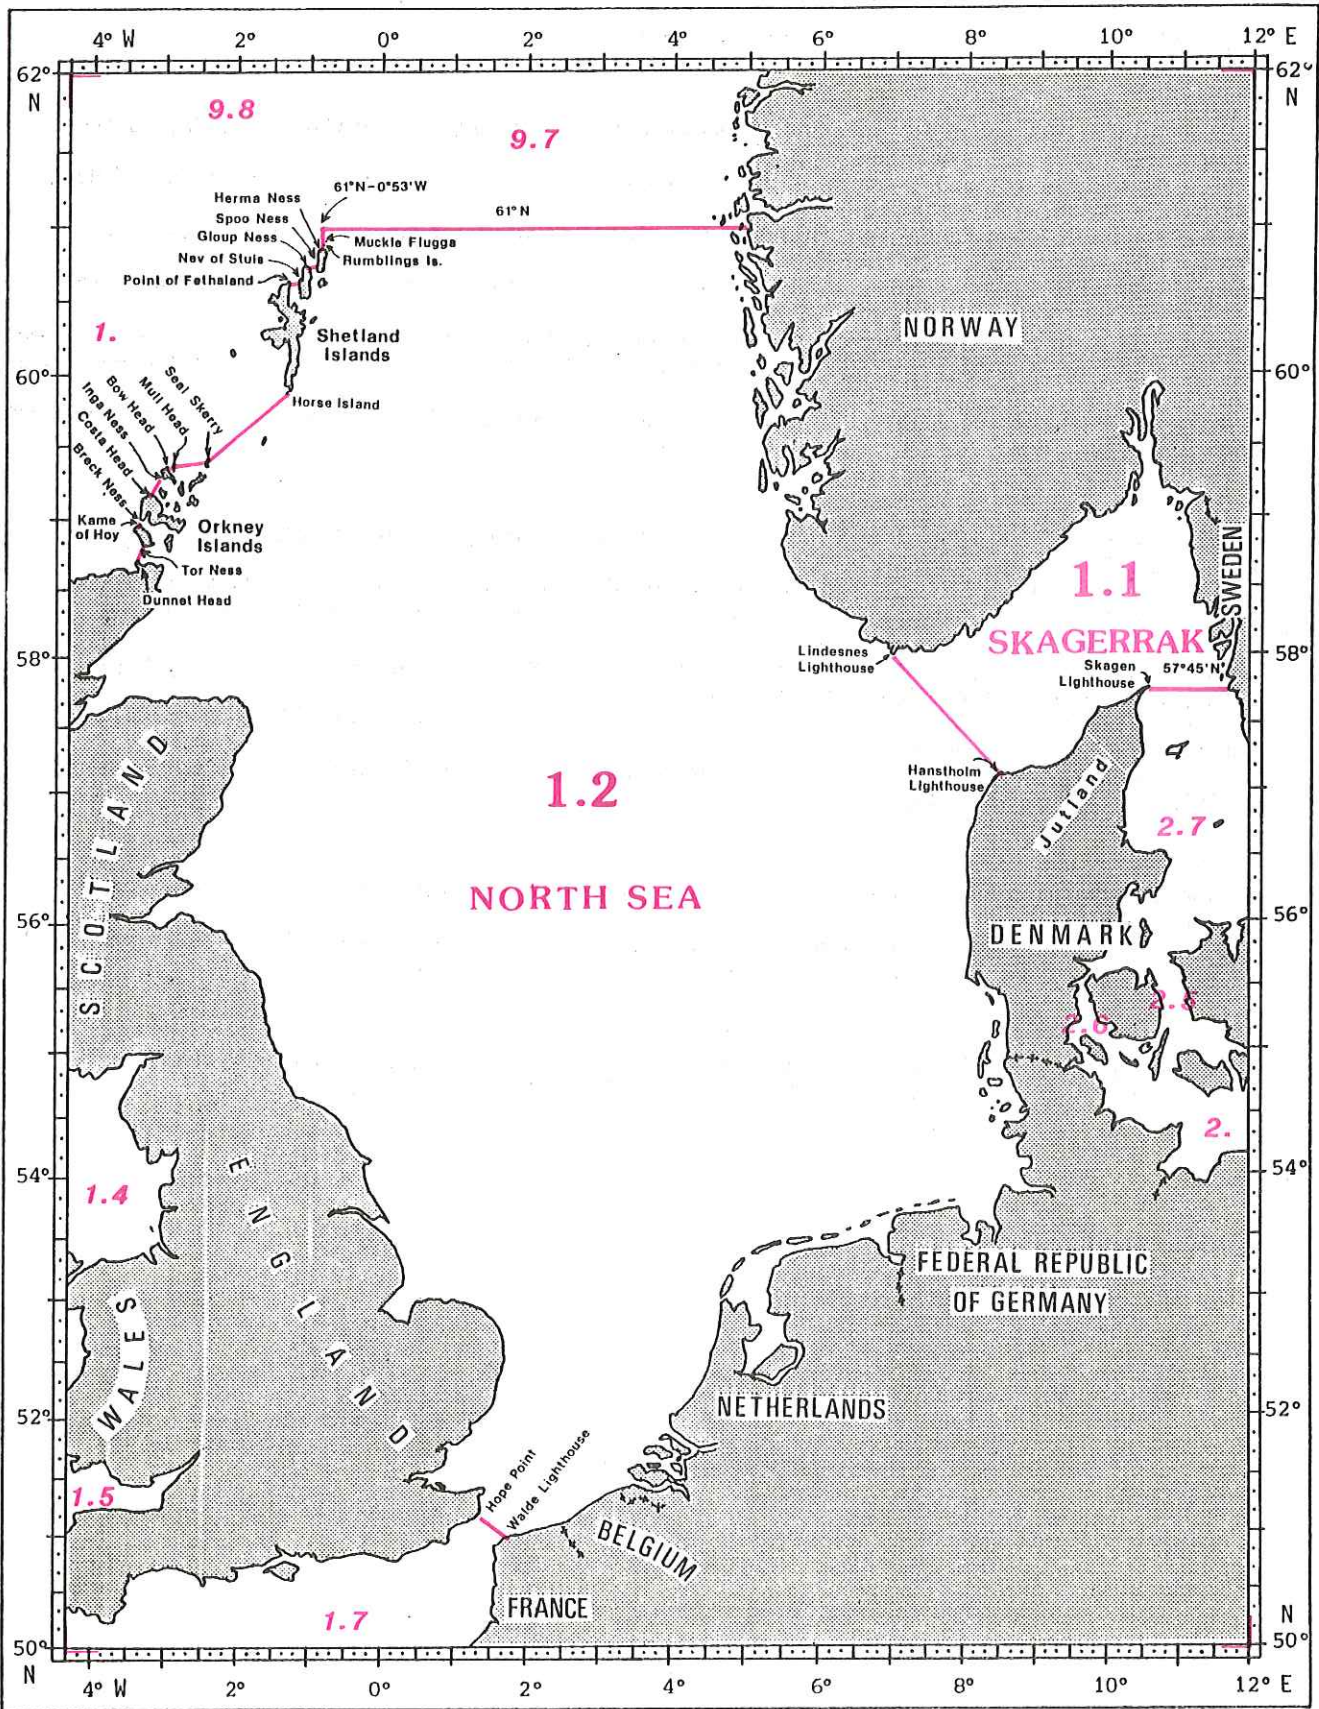 4° W 2° 0° 2° 4° 6° 8° 10° 12° E
62° 62°
N N
9.8
9.7
61°N-0°53'W
Herma Ness
61°N
Spoo Ness
Gloup Ness
Muckle Flugga
Nev of Stuis
Rumblings Is.
Point of Fethaland
1.
Shetland
Islands
NORWAY
60° 60°
Horse Island
Seal Skerry
Mull Head
Bow Head
Inga Ness
Costa Head
Breck Ness
Kame
of Hoy
Orkney
Islands
Tor Ness
Dunnet Head
SWEDEN
1.1
SKAGERRAK
58° 58°
Lindesnes
Lighthouse
Skagen
Lighthouse
57°45'N
Hanstholm
Lighthouse
Jutland
SCOTLAND
1.2
NORTH SEA
2.7
56° 56°
DENMARK
2.5
2.6
2.
54° 54°
1.4
ENGLAND
FEDERAL REPUBLIC
OF GERMANY
WALES
NETHERLANDS
52° 52°
1.5
Hope Point
Walde Lighthouse
BELGIUM
FRANCE
1.7
N
50° 50°
N
4° W 2° 0° 2° 4° 6° 8° 10° 12° E